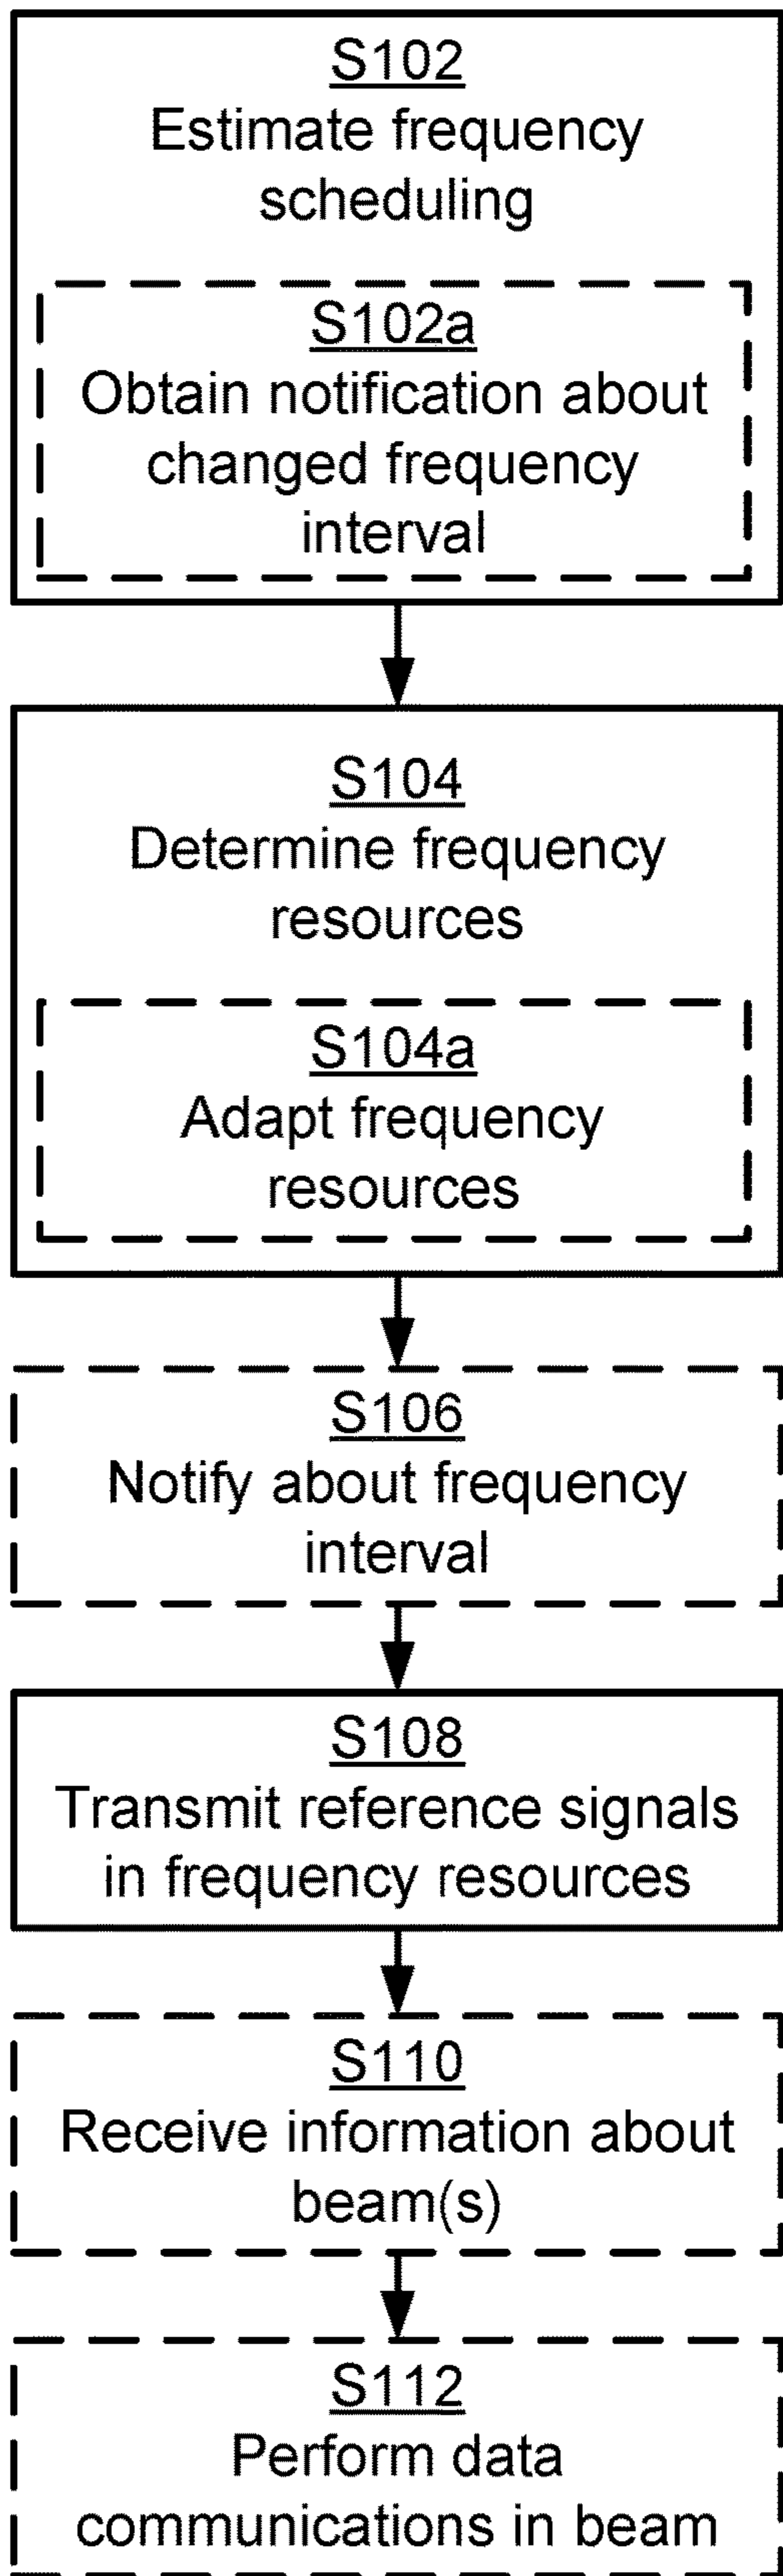 S102
Estimate frequency
scheduling
S102a
Obtain notification about
changed frequency
interval
S104
Determine frequency
resources
S104a
Adapt frequency
resources
S106
Notify about frequency
interval
S108
Transmit reference signals
in frequency resources
S110
Receive information about
beam(s)
S112
Perform data
communications in beam